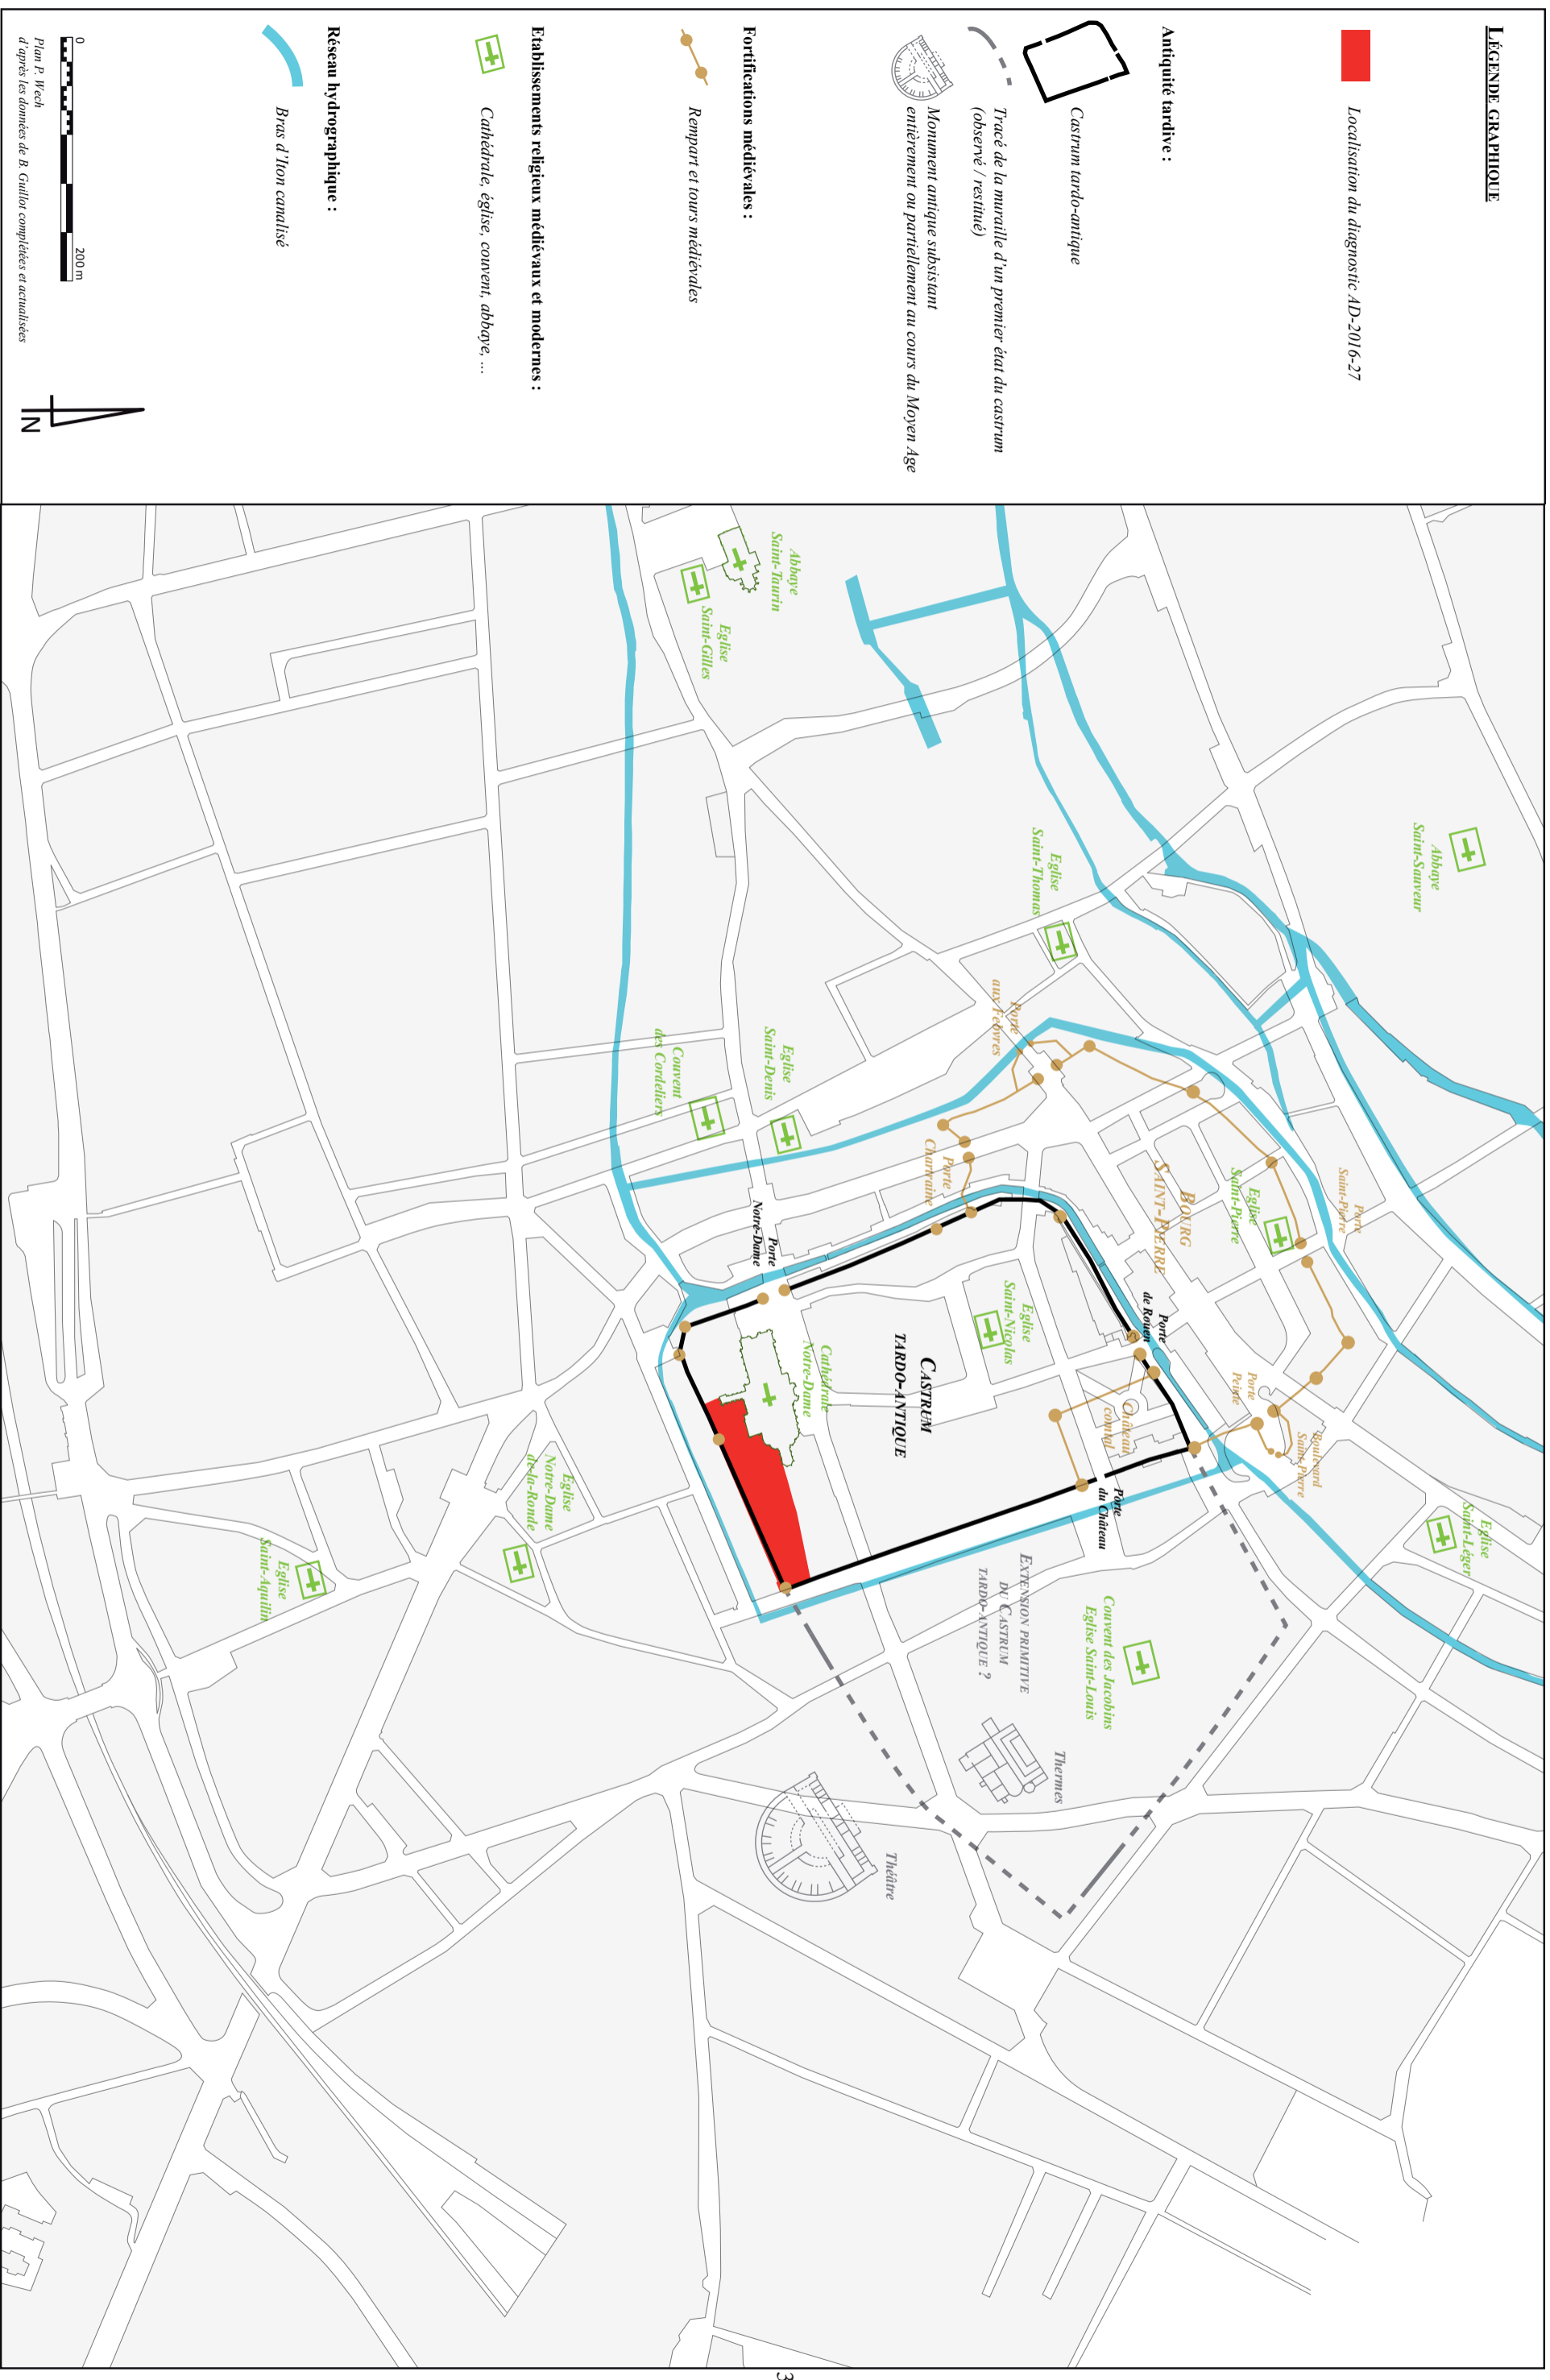 LÉGENDE GRAPHIQUE
Localisation du diagnostic AD-2016-27
Antiquité tardive :
Castrum tardo-antique
Tracé de la muraille d'un premier état du castrum
(observé / restitué)
Monument antique subsistant
entièrement ou partiellement au cours du Moyen Age
Fortifications médiévales :
Rempart et tours médiévales
Etablissements religieux médiévaux et modernes :
Cathédrale, église, couvent, abbaye, ...
Réseau hydrographique :
Bras d'Iton canalisé
0
200 m
Plan P. Wech
d'après les données de B. Guillot complétées et actualisées
N
Abbaye
Saint-Sauveur
Abbaye
Saint-Taurin
Eglise
Saint-Gilles
Eglise
Saint-Thomas
Porte
aux Febvres
Eglise
Saint-Denis
Couvent
des Cordeliers
Porte
Chartraine
BOURG
SAINT-PIERRE
Eglise
Saint-Pierre
Porte
Saint-Pierre
Porte
Notre-Dame
Porte
de Rouen
Eglise
Saint-Nicolas
CASTRUM
TARDO-ANTIQUE
Cathédrale
Notre-Dame
Porte
Peinte
Boulevard
Saint-Pierre
Château
comtal
Porte
du Château
Eglise
Saint-Léger
Eglise
Notre-Dame
de-la-Ronde
Eglise
Saint-Aquilin
EXTENSION PRIMITIVE
DU CASTRUM
TARDO-ANTIQUE ?
Couvent des Jacobins
Eglise Saint-Louis
Thermes
Théâtre
3